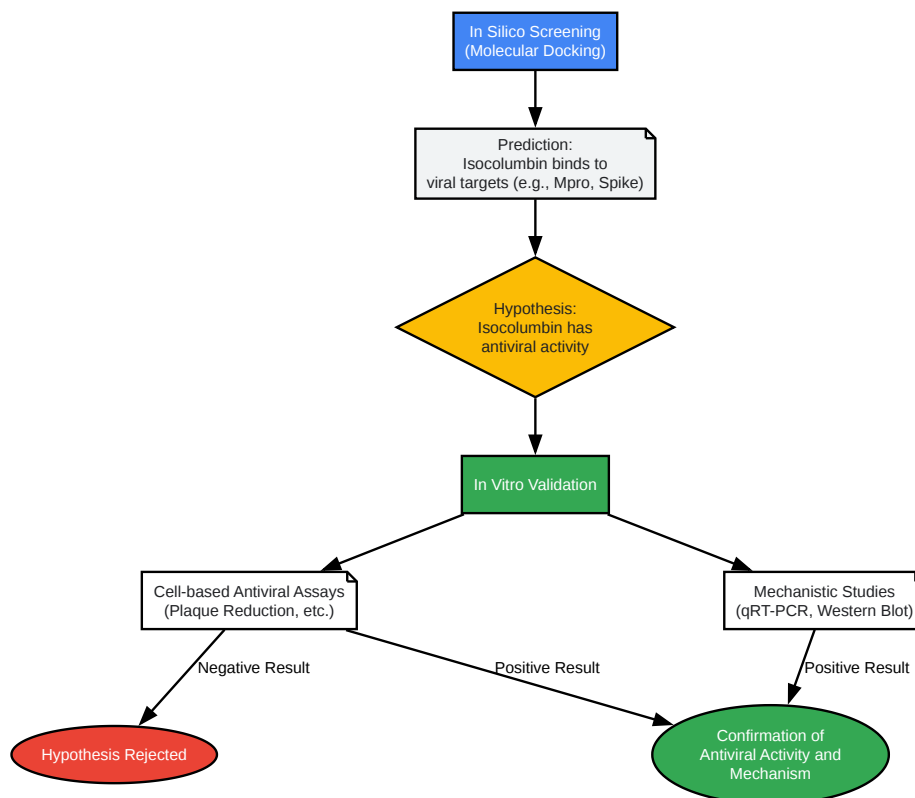 In Silico Screening
(Molecular Docking)
Prediction:
Isocolumbin binds to
viral targets (e.g., Mpro, Spike)
Hypothesis:
Isocolumbin has
antiviral activity
In Vitro Validation
Cell-based Antiviral Assays
(Plaque Reduction, etc.)
Mechanistic Studies
(qRT-PCR, Western Blot)
Negative Result
Positive Result
Positive Result
Hypothesis Rejected
Confirmation of
Antiviral Activity and
Mechanism